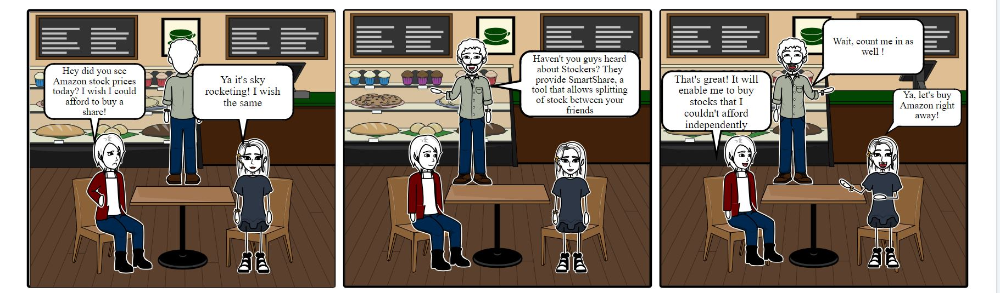 Hey did you see
Amazon stock prices
today? I wish I could
afford to buy a
share!
Ya it's sky
rocketing! I wish
the same
Haven't you guys heard
about Stockers? They
provide SmartShare, a
tool that allows splitting
of stock between your
friends
That's great! It will
enable me to buy
stocks that I
couldn't afford
independently
Wait, count me in as
well !
Ya, let's buy
Amazon right
away!